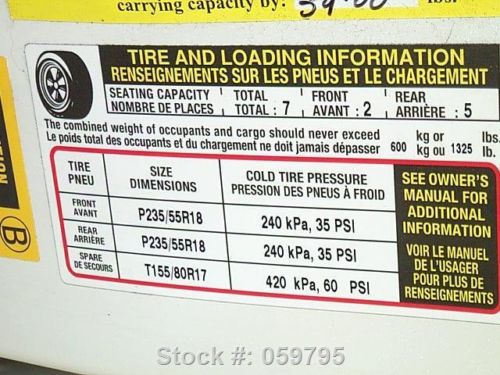 carrying capacity by: lbs.
TIRE AND LOADING INFORMATION
RENSEIGNEMENTS SUR LES PNEUS ET LE CHARGEMENT
SEATING CAPACITY TOTAL FRONT REAR
NOMBRE DE PLACES TOTAL : 7 AVANT : 2 ARRIÈRE : 5
The combined weight of occupants and cargo should never exceed kg or lbs.
Le poids total des occupants et du chargement ne doit jamais dépasser 600 kg ou 1325 lb.
TIRE
PNEU
SIZE
DIMENSIONS
COLD TIRE PRESSURE
PRESSION DES PNEUS À FROID
FRONT
AVANT
P235/55R18
240 kPa, 35 PSI
REAR
ARRIÈRE
P235/55R18
240 kPa, 35 PSI
SPARE
DE SECOURS
T155/80R17
420 kPa, 60 PSI
SEE OWNER'S
MANUAL FOR
ADDITIONAL
INFORMATION
VOIR LE MANUEL
DE L'USAGER
POUR PLUS DE
RENSEIGNEMENTS
B
Stock #: 059795